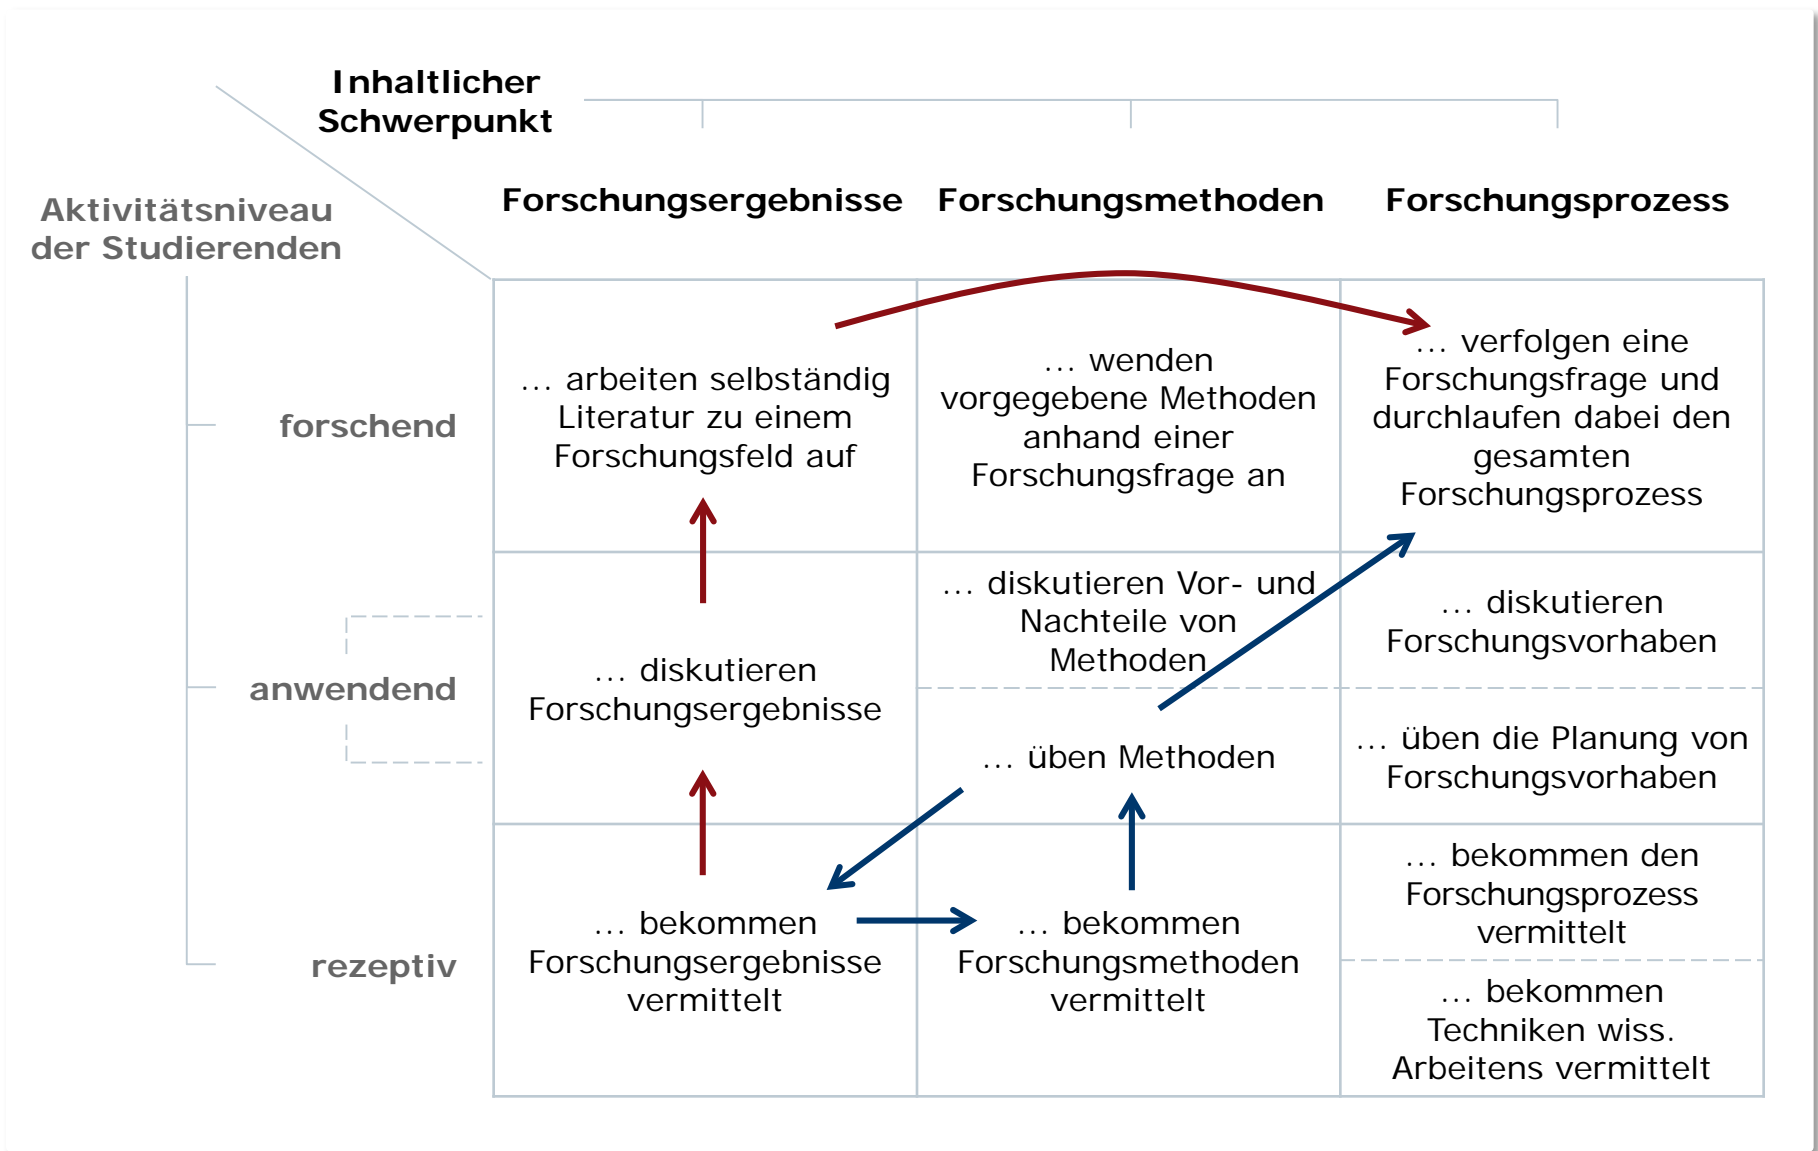 Inhaltlicher
Schwerpunkt
Aktivitätsniveau
der Studierenden
Forschungsergebnisse
Forschungsmethoden
Forschungsprozess
forschend
... arbeiten selbständig
Literatur zu einem
Forschungsfeld auf
... wenden
vorgegebene Methoden
anhand einer
Forschungsfrage an
... verfolgen eine
Forschungsfrage und
durchlaufen dabei den
gesamten
Forschungsprozess
anwendend
... diskutieren
Forschungsergebnisse
... diskutieren Vor- und
Nachteile von
Methoden
... üben Methoden
... diskutieren
Forschungsvorhaben
... üben die Planung von
Forschungsvorhaben
rezeptiv
... bekommen
Forschungsergebnisse
vermittelt
... bekommen
Forschungsmethoden
vermittelt
... bekommen den
Forschungsprozess
vermittelt
... bekommen
Techniken wiss.
Arbeitens vermittelt